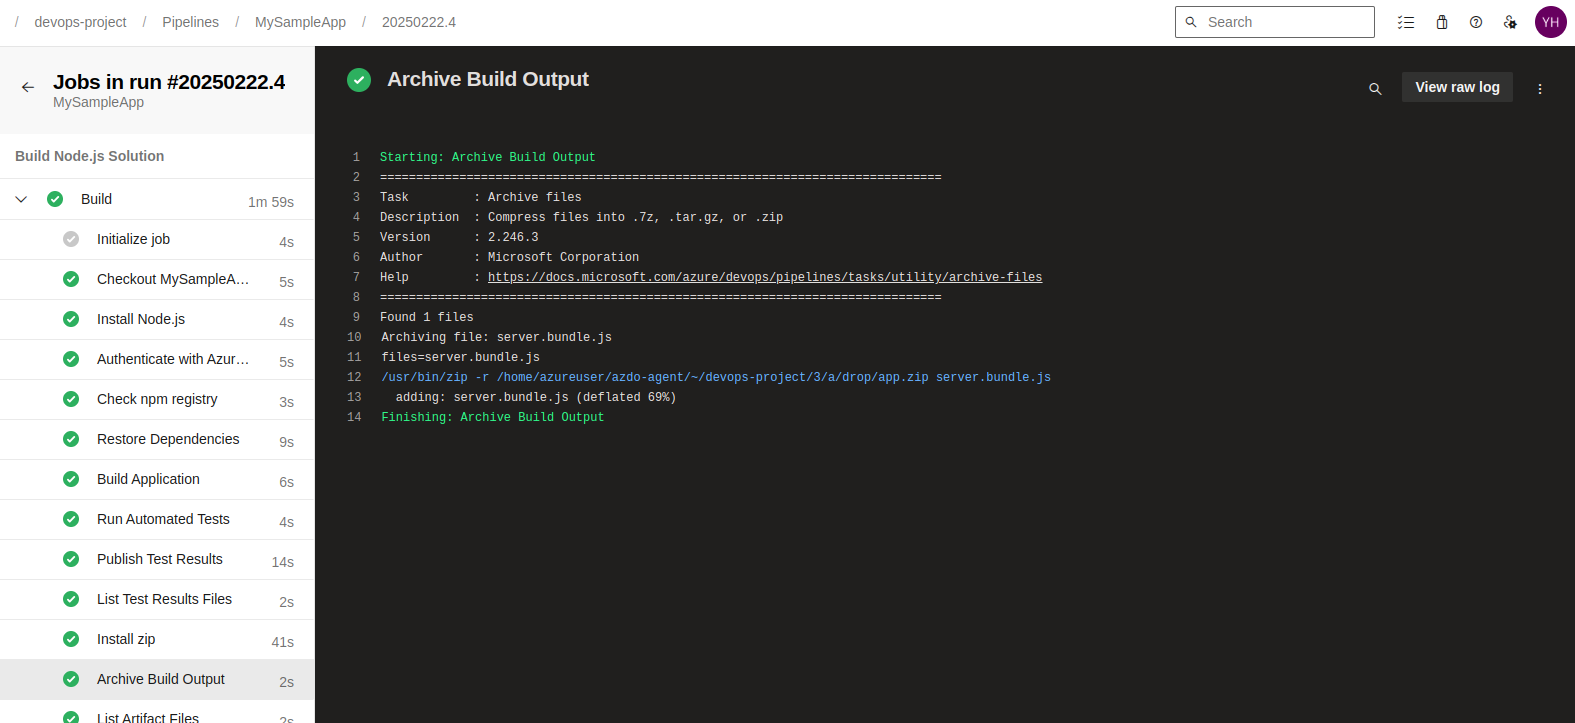 / devops-project / Pipelines / MySampleApp / 20250222.4
Search
YH
Jobs in run #20250222.4
MySampleApp
Build Node.js Solution
Build 1m 59s
Initialize job 4s
Checkout MySampleA... 5s
Install Node.js 4s
Authenticate with Azur... 5s
Check npm registry 3s
Restore Dependencies 9s
Build Application 6s
Run Automated Tests 4s
Publish Test Results 14s
List Test Results Files 2s
Install zip 41s
Archive Build Output 2s
List Artifact Files 2s
Archive Build Output
View raw log
1 Starting: Archive Build Output
2 ==============================================================================
3 Task         : Archive files
4 Description  : Compress files into .7z, .tar.gz, or .zip
5 Version      : 2.246.3
6 Author       : Microsoft Corporation
7 Help         : https://docs.microsoft.com/azure/devops/pipelines/tasks/utility/archive-files
8 ==============================================================================
9 Found 1 files
10 Archiving file: server.bundle.js
11 files=server.bundle.js
12 /usr/bin/zip -r /home/azureuser/azdo-agent/~/devops-project/3/a/drop/app.zip server.bundle.js
13   adding: server.bundle.js (deflated 69%)
14 Finishing: Archive Build Output